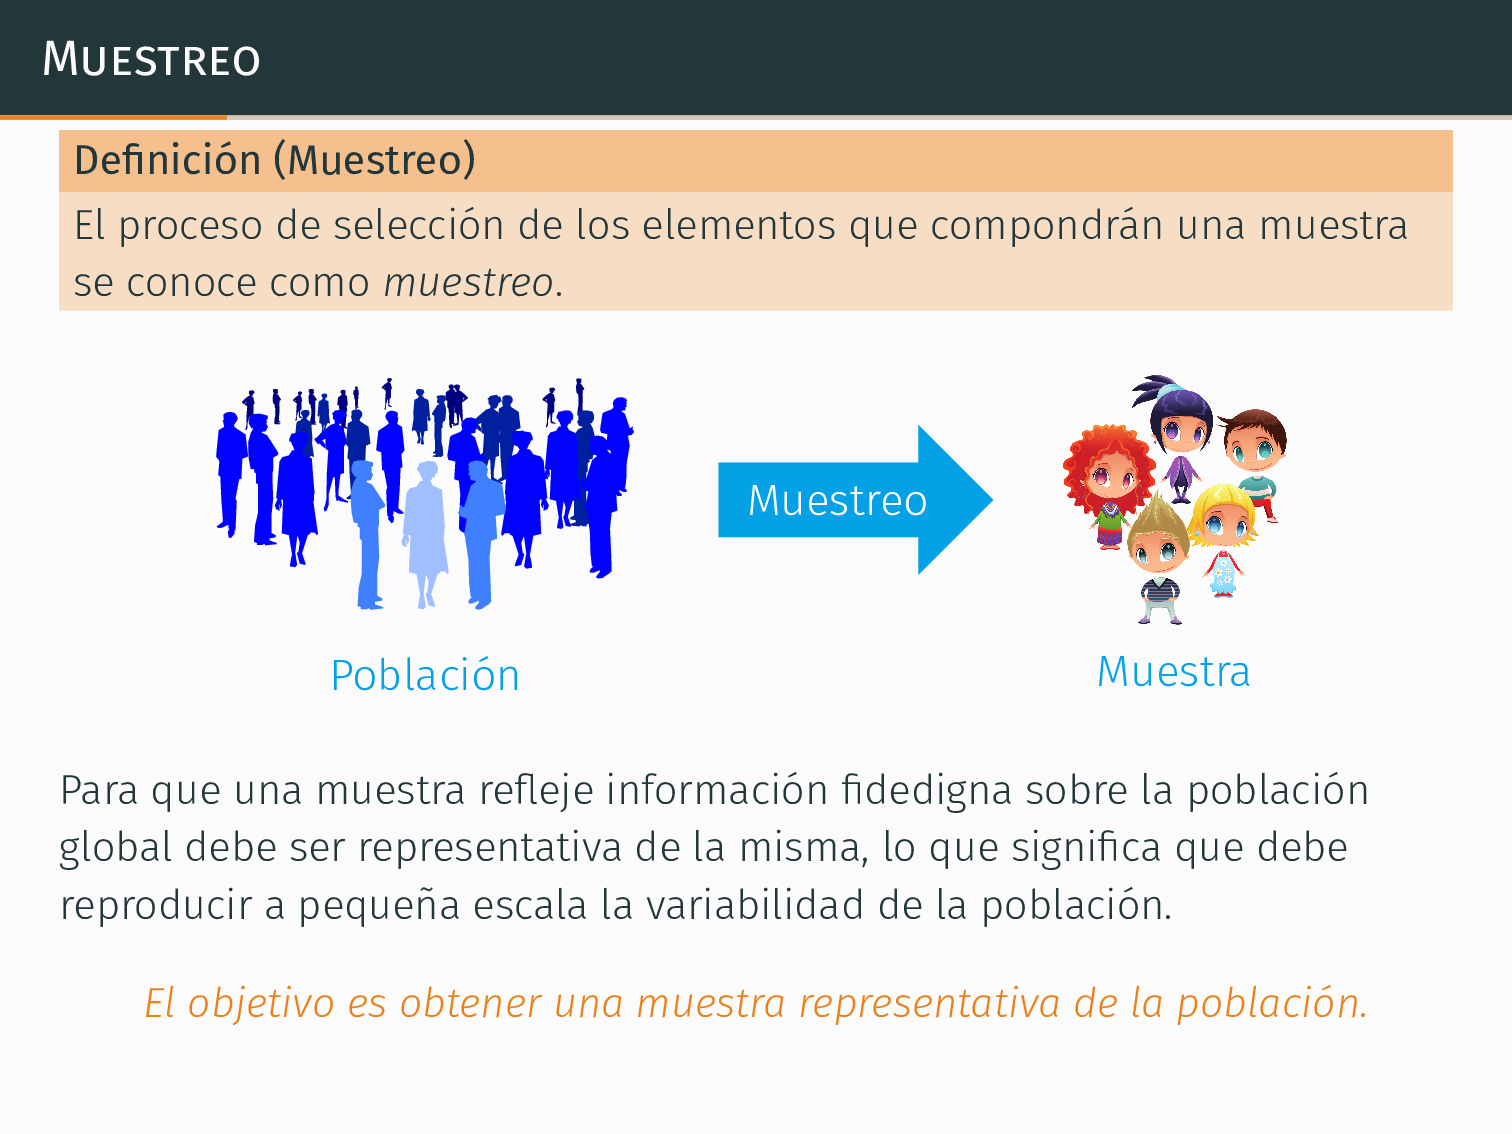 Muestreo
Definición (Muestreo)
El proceso de selección de los elementos que compondrán una muestra
se conoce como muestreo.
Muestreo
Población
Muestra
Para que una muestra refleje información fidedigna sobre la población
global debe ser representativa de la misma, lo que significa que debe
reproducir a pequeña escala la variabilidad de la población.
El objetivo es obtener una muestra representativa de la población.